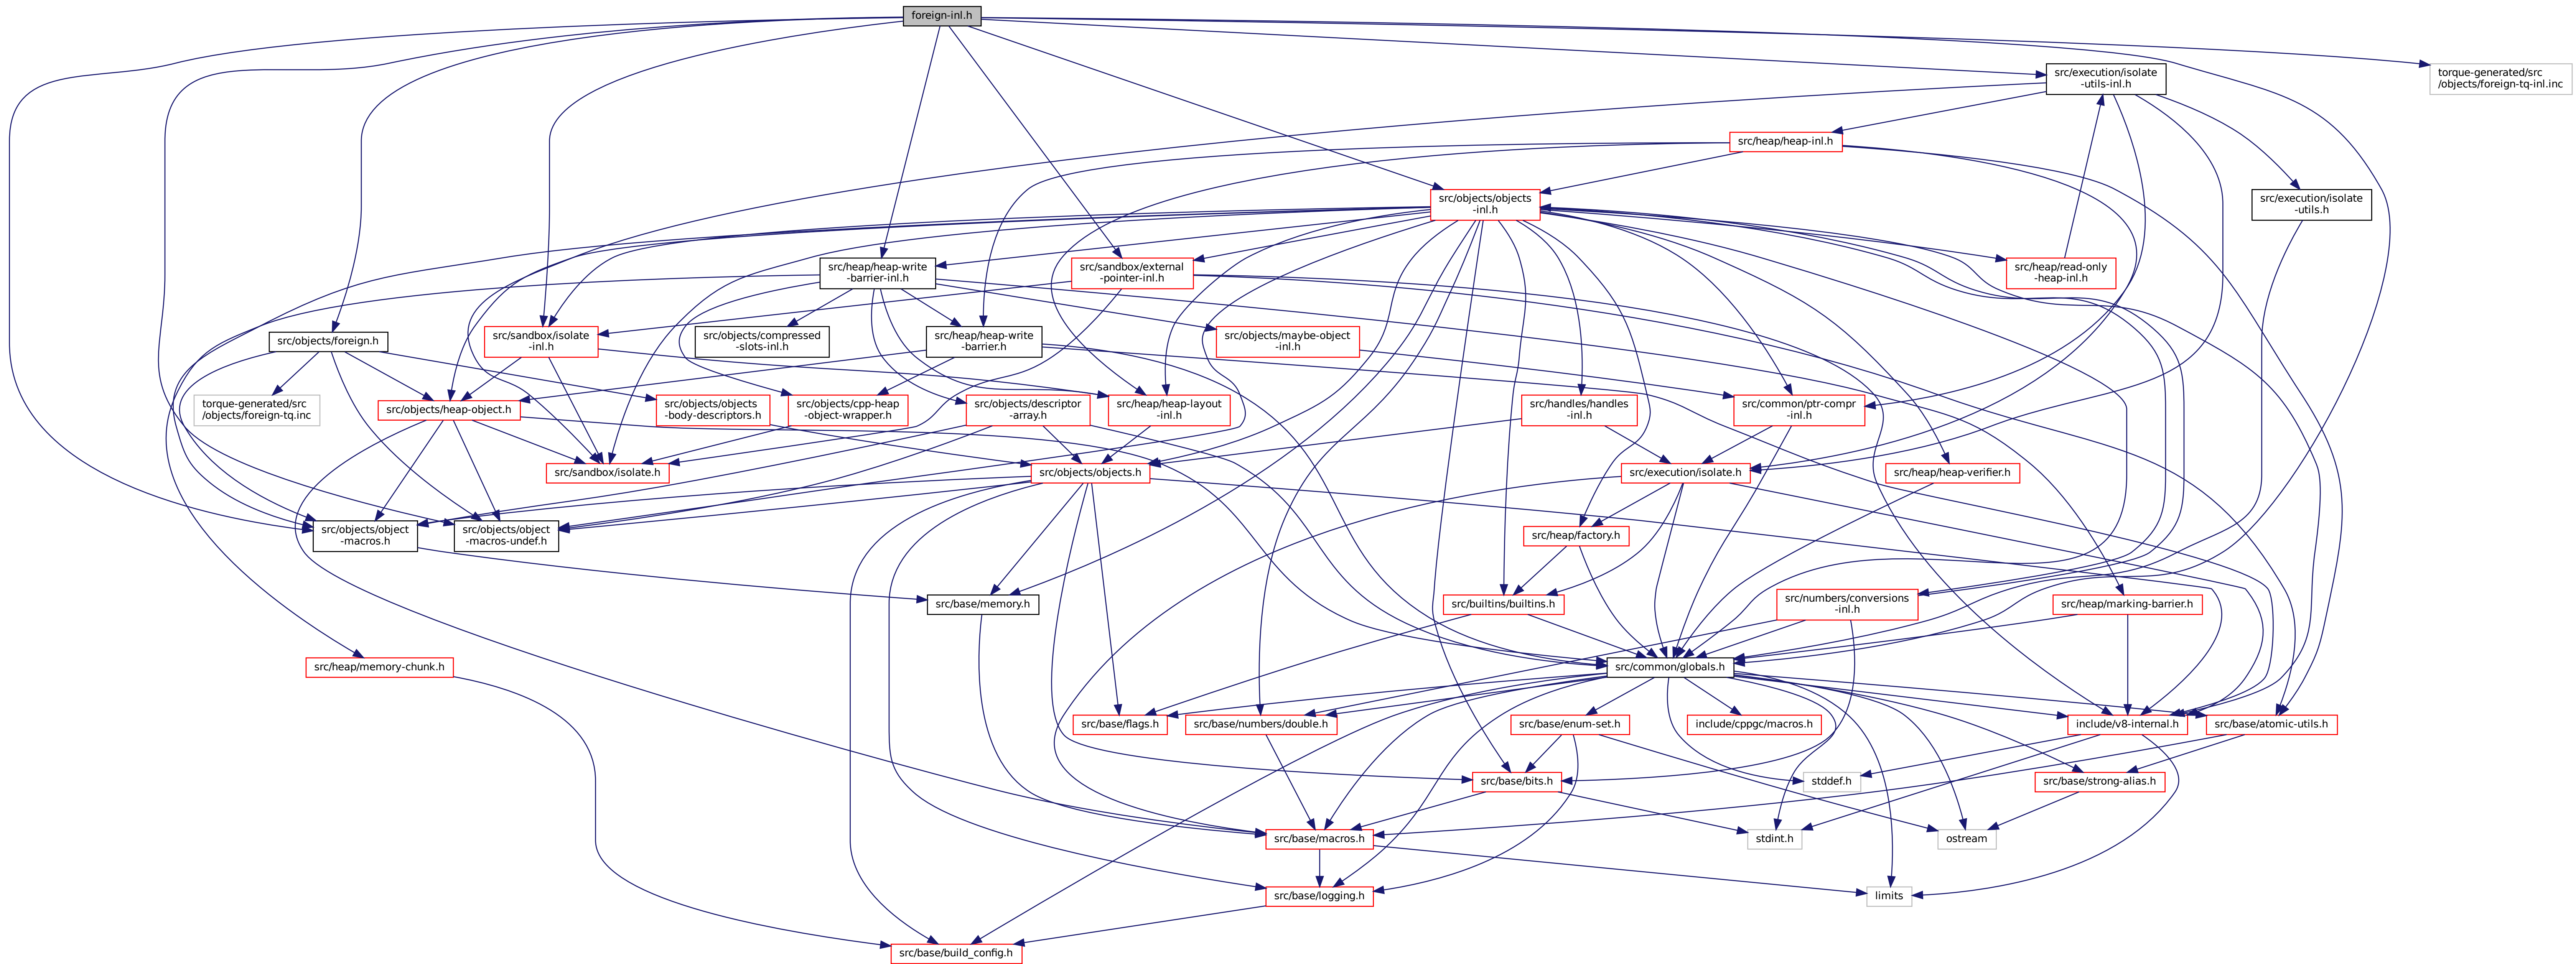 foreign-inl.h
src/execution/isolate
-utils-inl.h
torque-generated/src
/objects/foreign-tq-inl.inc
src/heap/heap-inl.h
src/objects/objects
-inl.h
src/execution/isolate
-utils.h
src/heap/heap-write
-barrier-inl.h
src/sandbox/external
-pointer-inl.h
src/heap/read-only
-heap-inl.h
src/objects/foreign.h
src/sandbox/isolate
-inl.h
src/objects/compressed
-slots-inl.h
src/heap/heap-write
-barrier.h
src/objects/maybe-object
-inl.h
torque-generated/src
/objects/foreign-tq.inc
src/objects/heap-object.h
src/objects/objects
-body-descriptors.h
src/objects/cpp-heap
-object-wrapper.h
src/objects/descriptor
-array.h
src/heap/heap-layout
-inl.h
src/handles/handles
-inl.h
src/common/ptr-compr
-inl.h
src/sandbox/isolate.h
src/objects/objects.h
src/execution/isolate.h
src/heap/heap-verifier.h
src/objects/object
-macros.h
src/objects/object
-macros-undef.h
src/heap/factory.h
src/base/memory.h
src/builtins/builtins.h
src/numbers/conversions
-inl.h
src/heap/marking-barrier.h
src/heap/memory-chunk.h
src/common/globals.h
src/base/flags.h
src/base/numbers/double.h
src/base/enum-set.h
include/cppgc/macros.h
include/v8-internal.h
src/base/atomic-utils.h
src/base/bits.h
stddef.h
src/base/strong-alias.h
src/base/macros.h
stdint.h
ostream
src/base/logging.h
limits
src/base/build_config.h